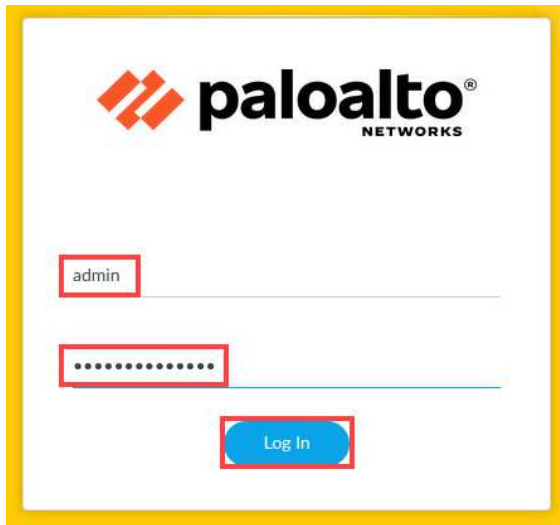 paloalto®
NETWORKS
admin
••••••••••••••
Log In